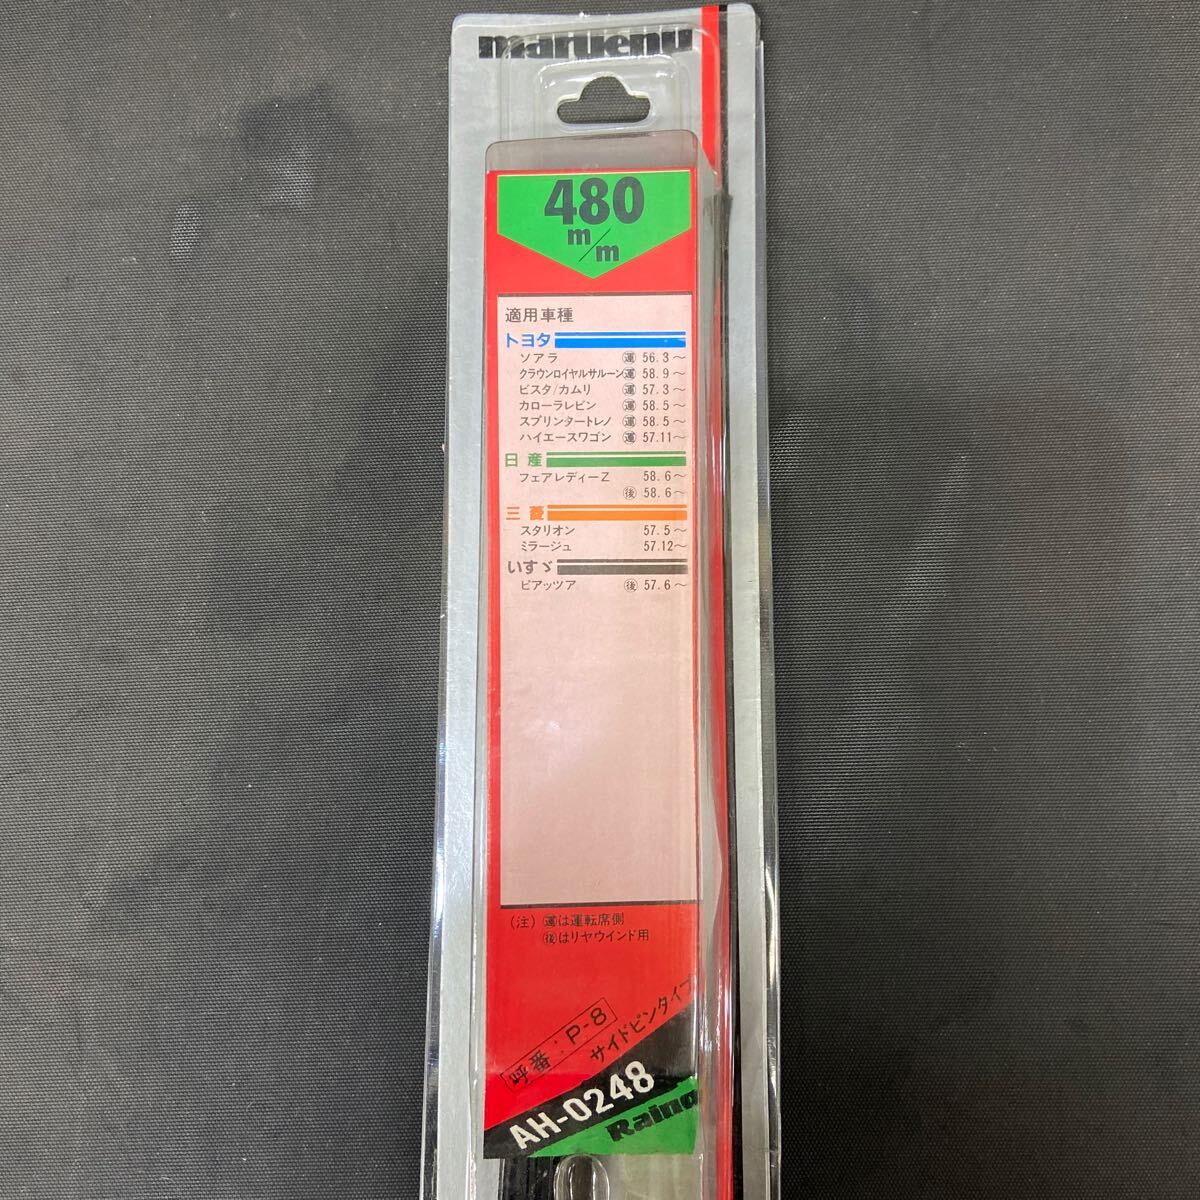 maruenu
480
m/m
適用車種
トヨタ
ソアラ ㊤運 56.3～
クラウンロイヤルサルーン 運 58.9～
ビスタ/カムリ 運 57.3～
カローラレビン 運 58.5～
スプリンタートレノ 運 58.5～
ハイエースワゴン 運 57.11～
日産
フェアレディーZ 58.6～
後 58.6～
三菱
スタリオン 57.5～
ミラージュ 57.12～
いすゞ
ピアッツア 後 57.6～
(注) 運は運転席側
後はリヤウインド用
呼番:P-8
サイドピンタイプ
AH-0248
Raino